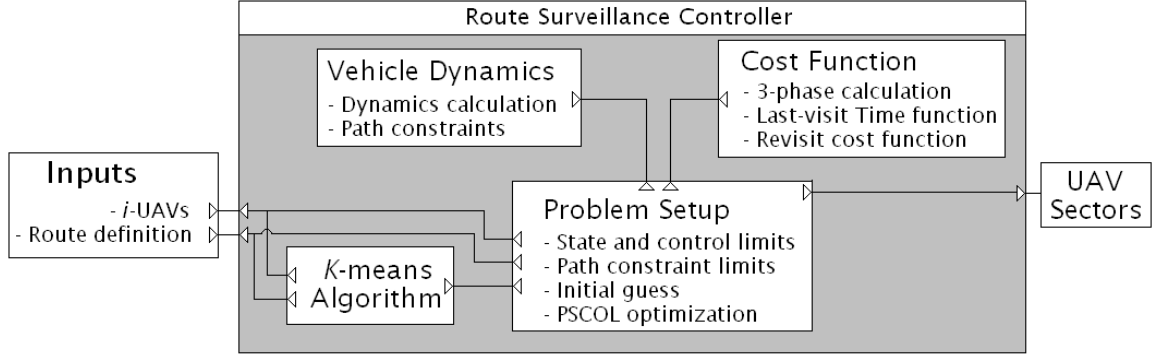 Route Surveillance Controller
Vehicle Dynamics
- Dynamics calculation
- Path constraints
Cost Function
- 3-phase calculation
- Last-visit Time function
- Revisit cost function
Inputs
- i-UAVs
- Route definition
K-means
Algorithm
Problem Setup
- State and control limits
- Path constraint limits
- Initial guess
- PSCOL optimization
UAV
Sectors